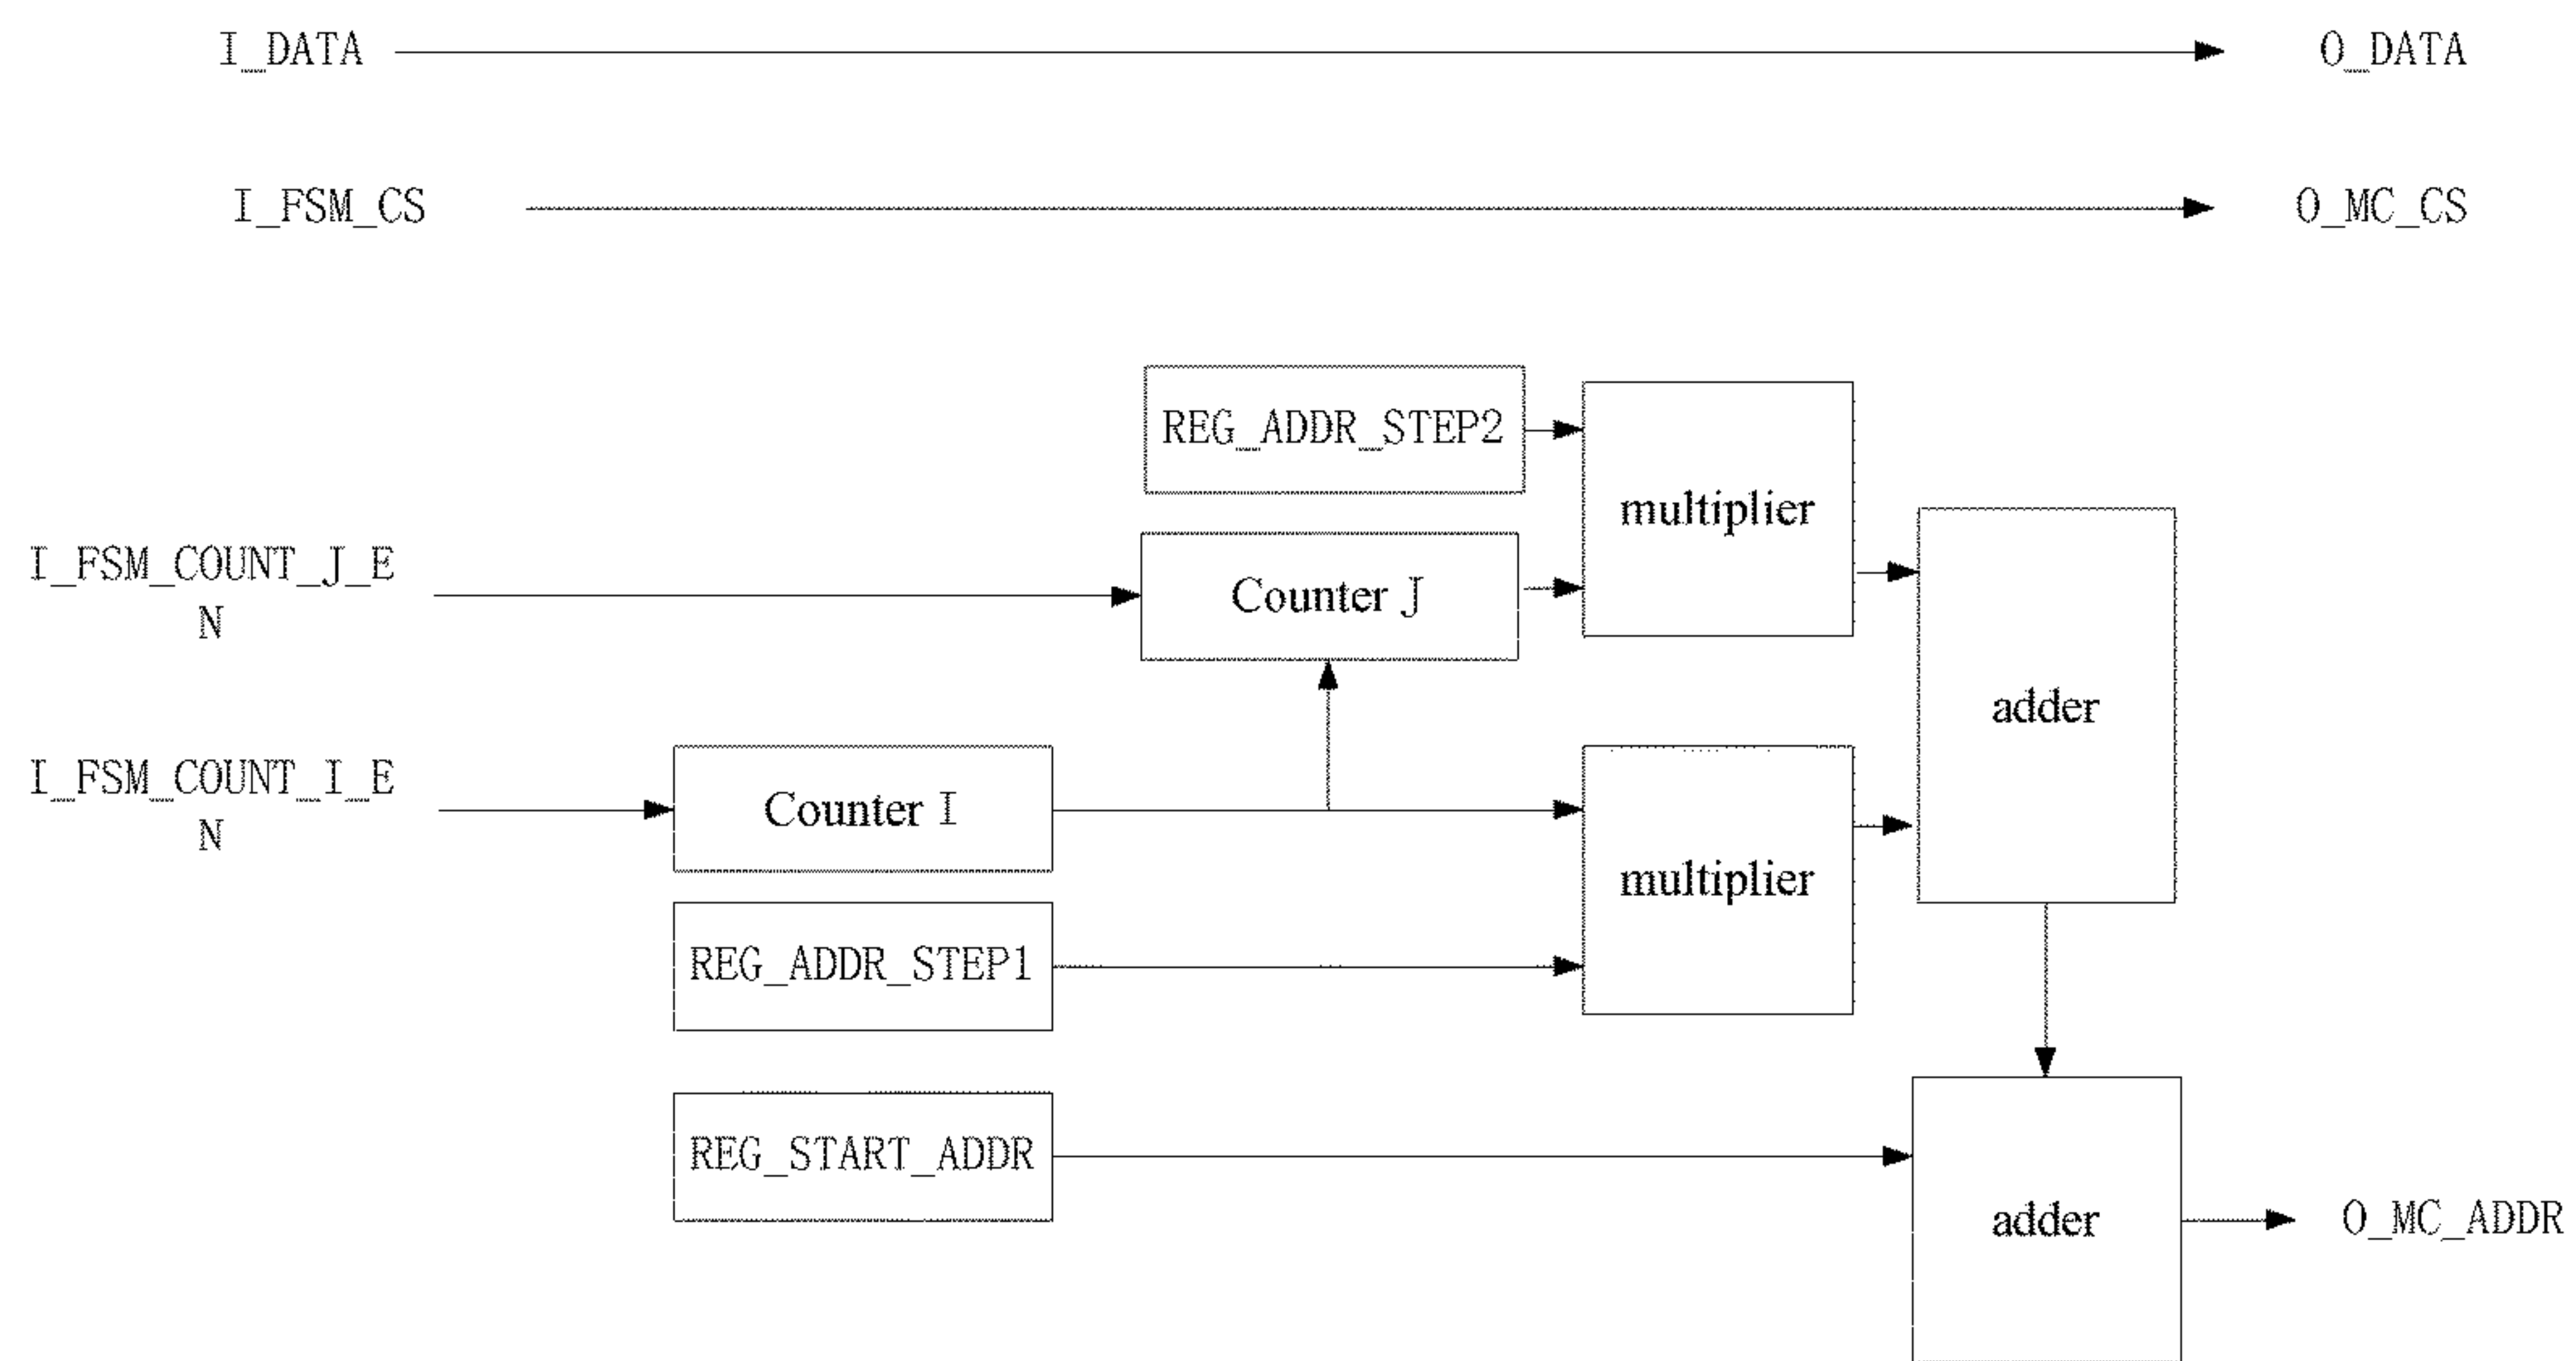 I_DATA
O_DATA
I_FSM_CS
O_MC_CS
REG_ADDR_STEP2
multiplier
I_FSM_COUNT_J_E
N
Counter J
adder
I_FSM_COUNT_I_E
N
Counter I
multiplier
REG_ADDR_STEP1
REG_START_ADDR
adder
O_MC_ADDR